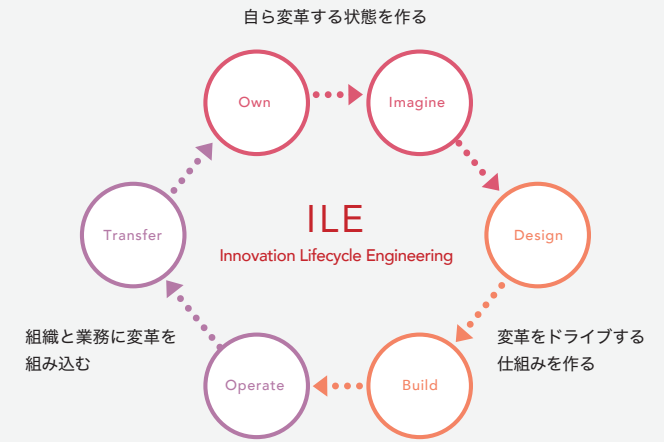 自ら変革する状態を作る
Own
Imagine
Transfer
ILE
Innovation Lifecycle Engineering
Design
組織と業務に変革を
組み込む
変革をドライブする
仕組みを作る
Operate
Build